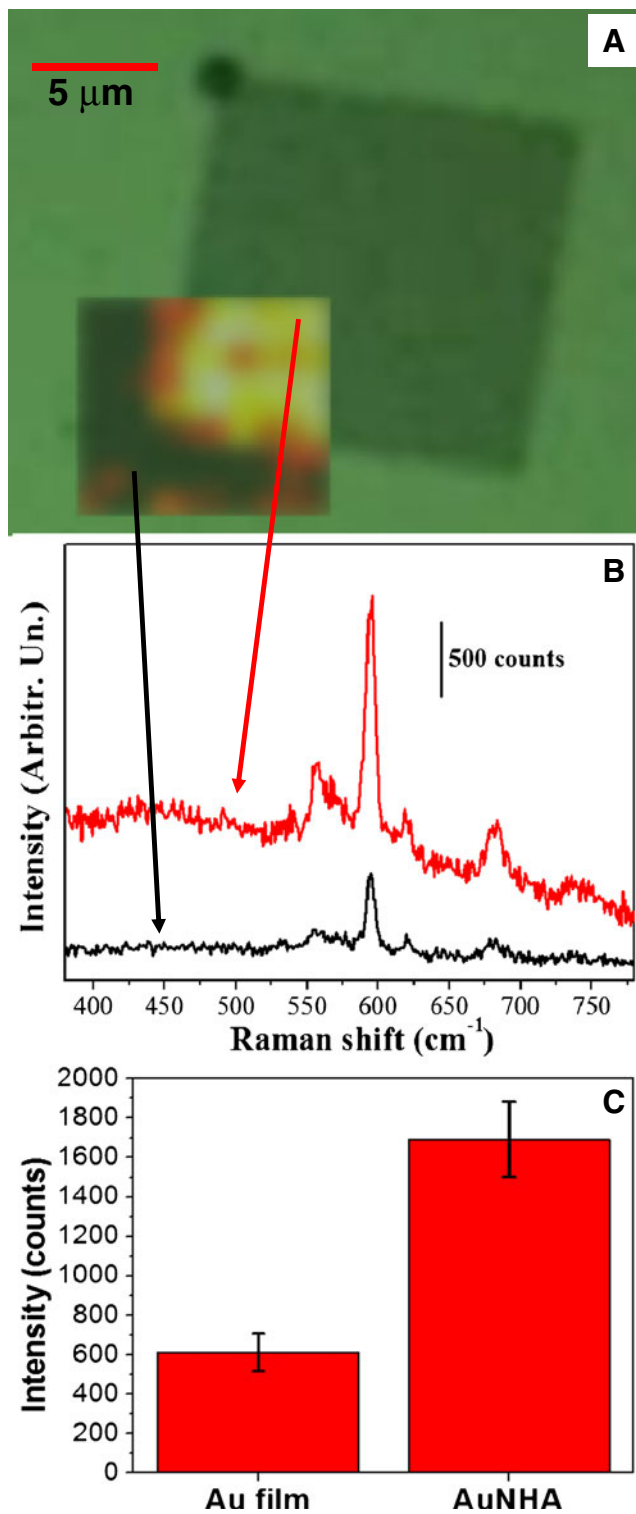 A
5 μm
B
Intensity (Arbitr. Un.)
500 counts
400 450 500 550 600 650 700 750
Raman shift (cm-1)
C
Intensity (counts)
2000
1800
1600
1400
1200
1000
800
600
400
200
0
Au film AuNHA